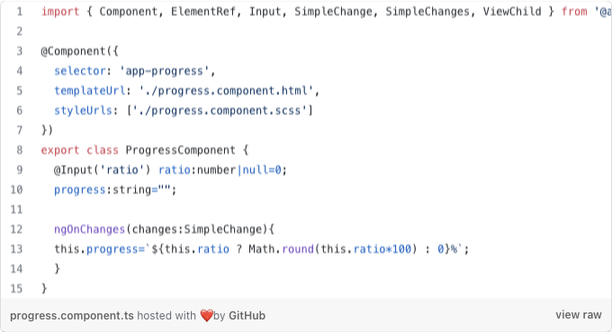 1 import { Component, ElementRef, Input, SimpleChange, SimpleChanges, ViewChild } from '@a
2
3 @Component({
4   selector: 'app-progress',
5   templateUrl: './progress.component.html',
6   styleUrls: ['./progress.component.scss']
7 })
8 export class ProgressComponent {
9   @Input('ratio') ratio:number|null=0;
10   progress:string="";
11
12   ngOnChanges(changes:SimpleChange){
13   this.progress=`${this.ratio ? Math.round(this.ratio*100) : 0}%`;
14   }
15 }
progress.component.ts hosted with ❤️by GitHub view raw